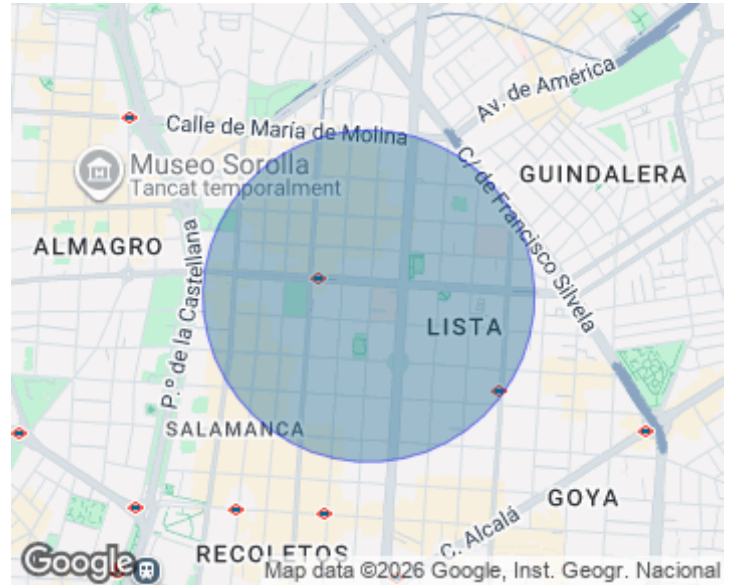 Av. de América
Calle de María de Molina
Museo Sorolla
Tancat temporalment
C/ de Francisco Silvela
GUINDALERA
ALMAGRO
P.º de la Castellana
LISTA
SALAMANCA
GOYA
C. Alcalá
RECOLETOS
Google
Map data ©2026 Google, Inst. Geogr. Nacional